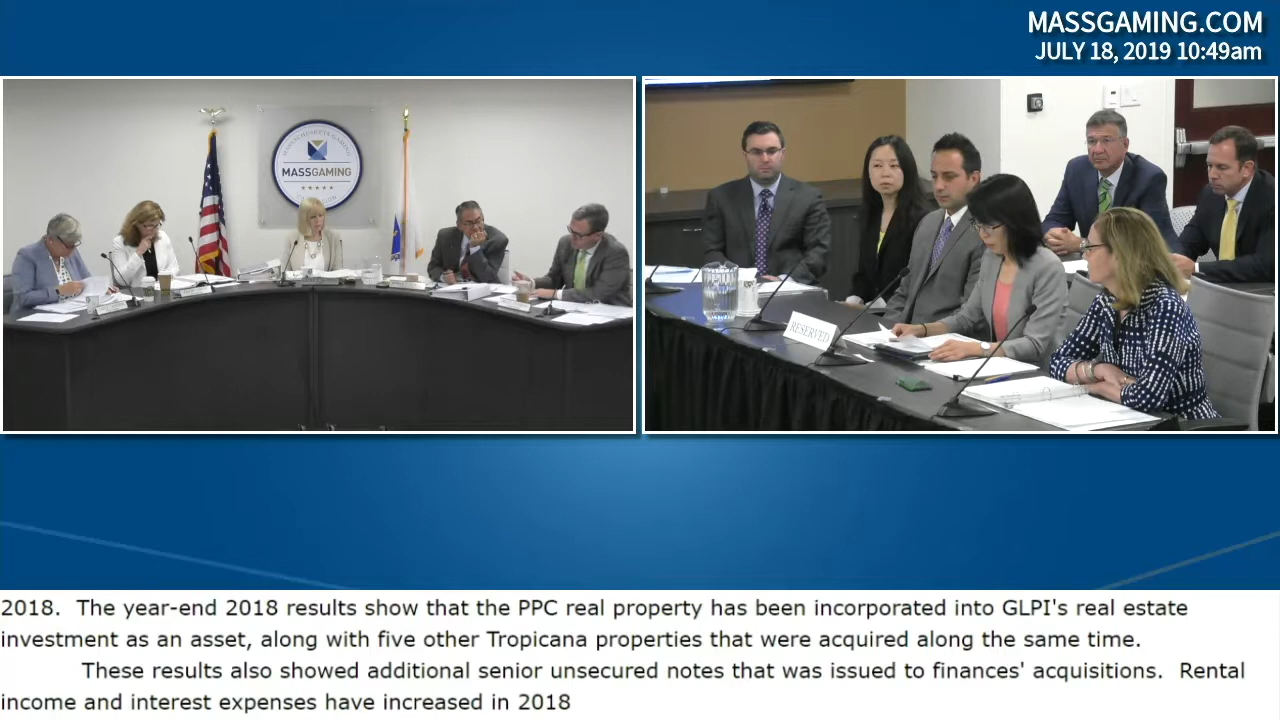 MASSGAMING.COM
JULY 18, 2019 10:49am
MASSACHUSETTS GAMING
MASSGAMING
RESERVED
2018.  The year-end 2018 results show that the PPC real property has been incorporated into GLPI's real estate
investment as an asset, along with five other Tropicana properties that were acquired along the same time.
These results also showed additional senior unsecured notes that was issued to finances' acquisitions.  Rental
income and interest expenses have increased in 2018